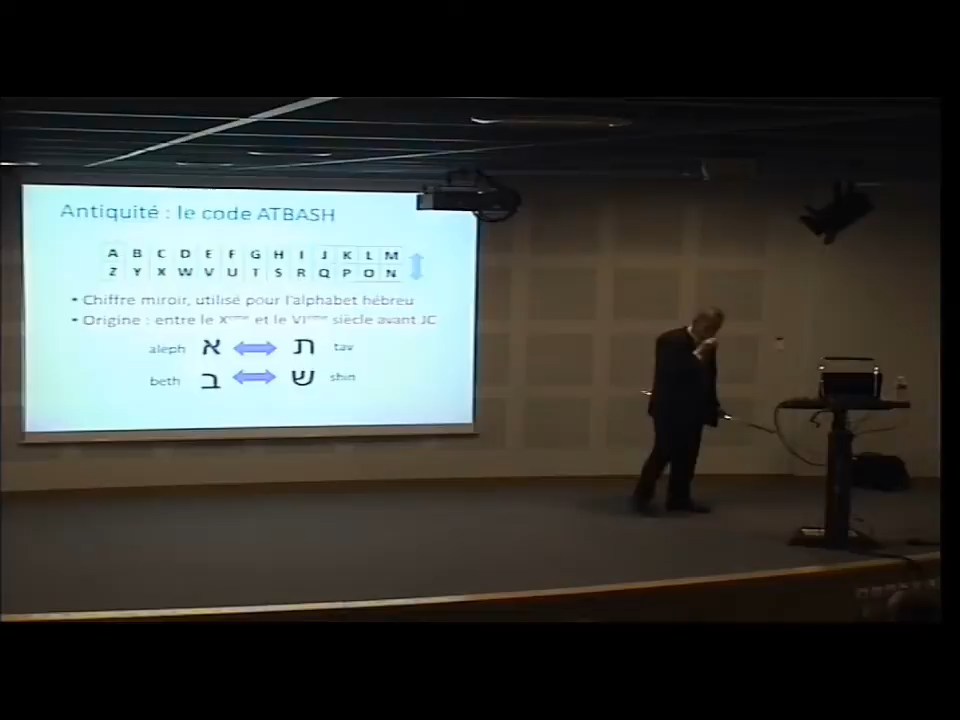 Antiquité : le code ATBASH
A B C D E F G H I J K L M
Z Y X W V U T S R Q P O N
• Chiffre miroir, utilisé pour l'alphabet hébreu
• Origine : entre le Xème et le VIème siècle avant JC
aleph א ת tav
beth ב ש shin